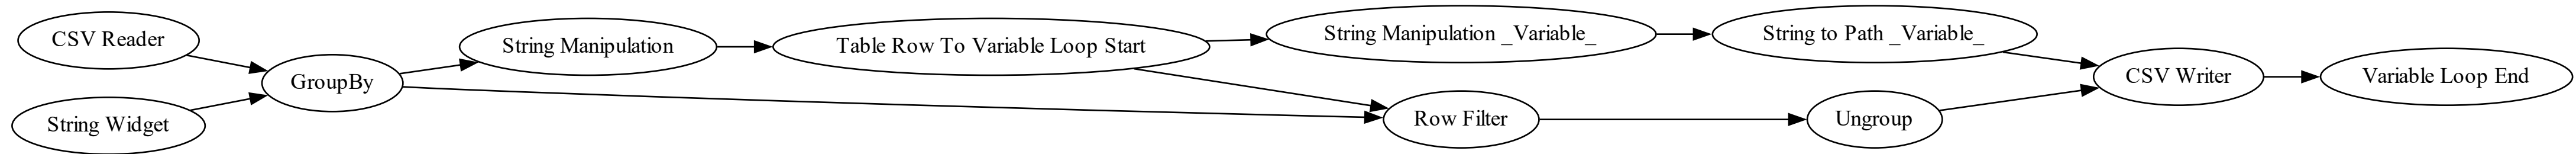 CSV Reader
String Widget
GroupBy
String Manipulation
Table Row To Variable Loop Start
String Manipulation _Variable_
String to Path _Variable_
Row Filter
Ungroup
CSV Writer
Variable Loop End